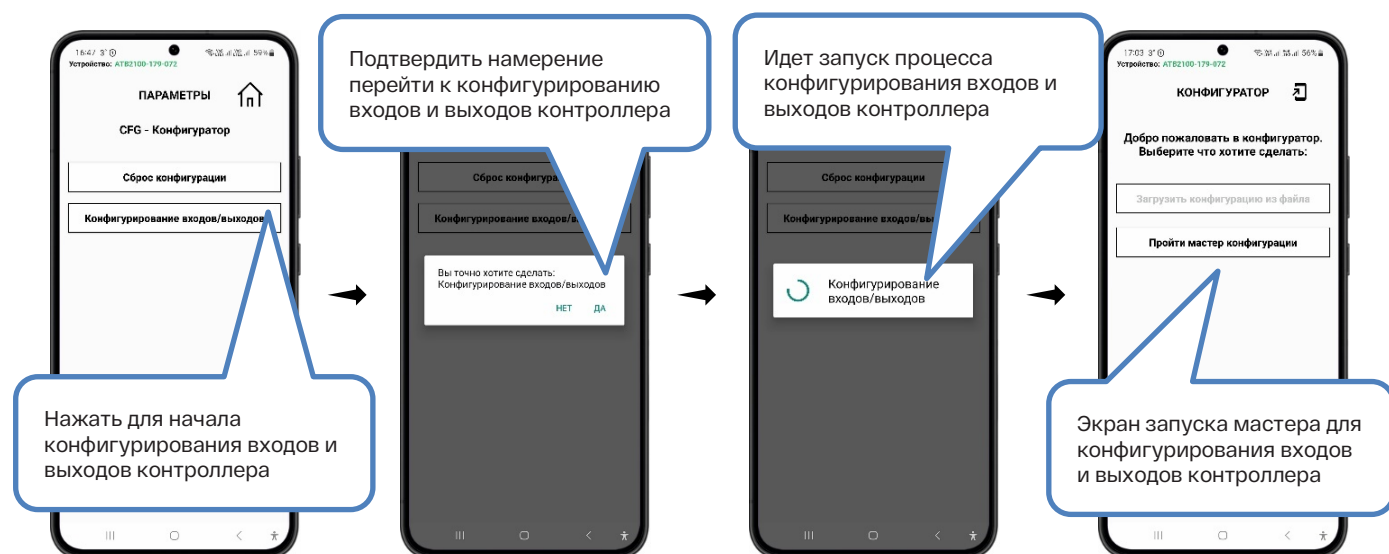 16:47 3°
59%
Устройство: ATB2100-179-072
ПАРАМЕТРЫ
CFG - Конфигуратор
Сброс конфигурации
Конфигурирование входов/выходов
Нажать для начала
конфигурирования входов и
выходов контроллера
Подтвердить намерение
перейти к конфигурированию
входов и выходов контроллера
Сброс конфигура
Конфигурирование входов/в
Вы точно хотите сделать:
Конфигурирование входов/выходов
НЕТ ДА
Идет запуск процесса
конфигурирования входов и
выходов контроллера
Сброс конфигурации
Конфигурирование входов/вы
Конфигурирование
входов/выходов
17:03 3°
56%
Устройство: ATB2100-179-072
КОНФИГУРАТОР
Добро пожаловать в конфигуратор.
Выберите что хотите сделать:
Загрузить конфигурацию из файла
Пройти мастер конфигурации
Экран запуска мастера для
конфигурирования входов
и выходов контроллера